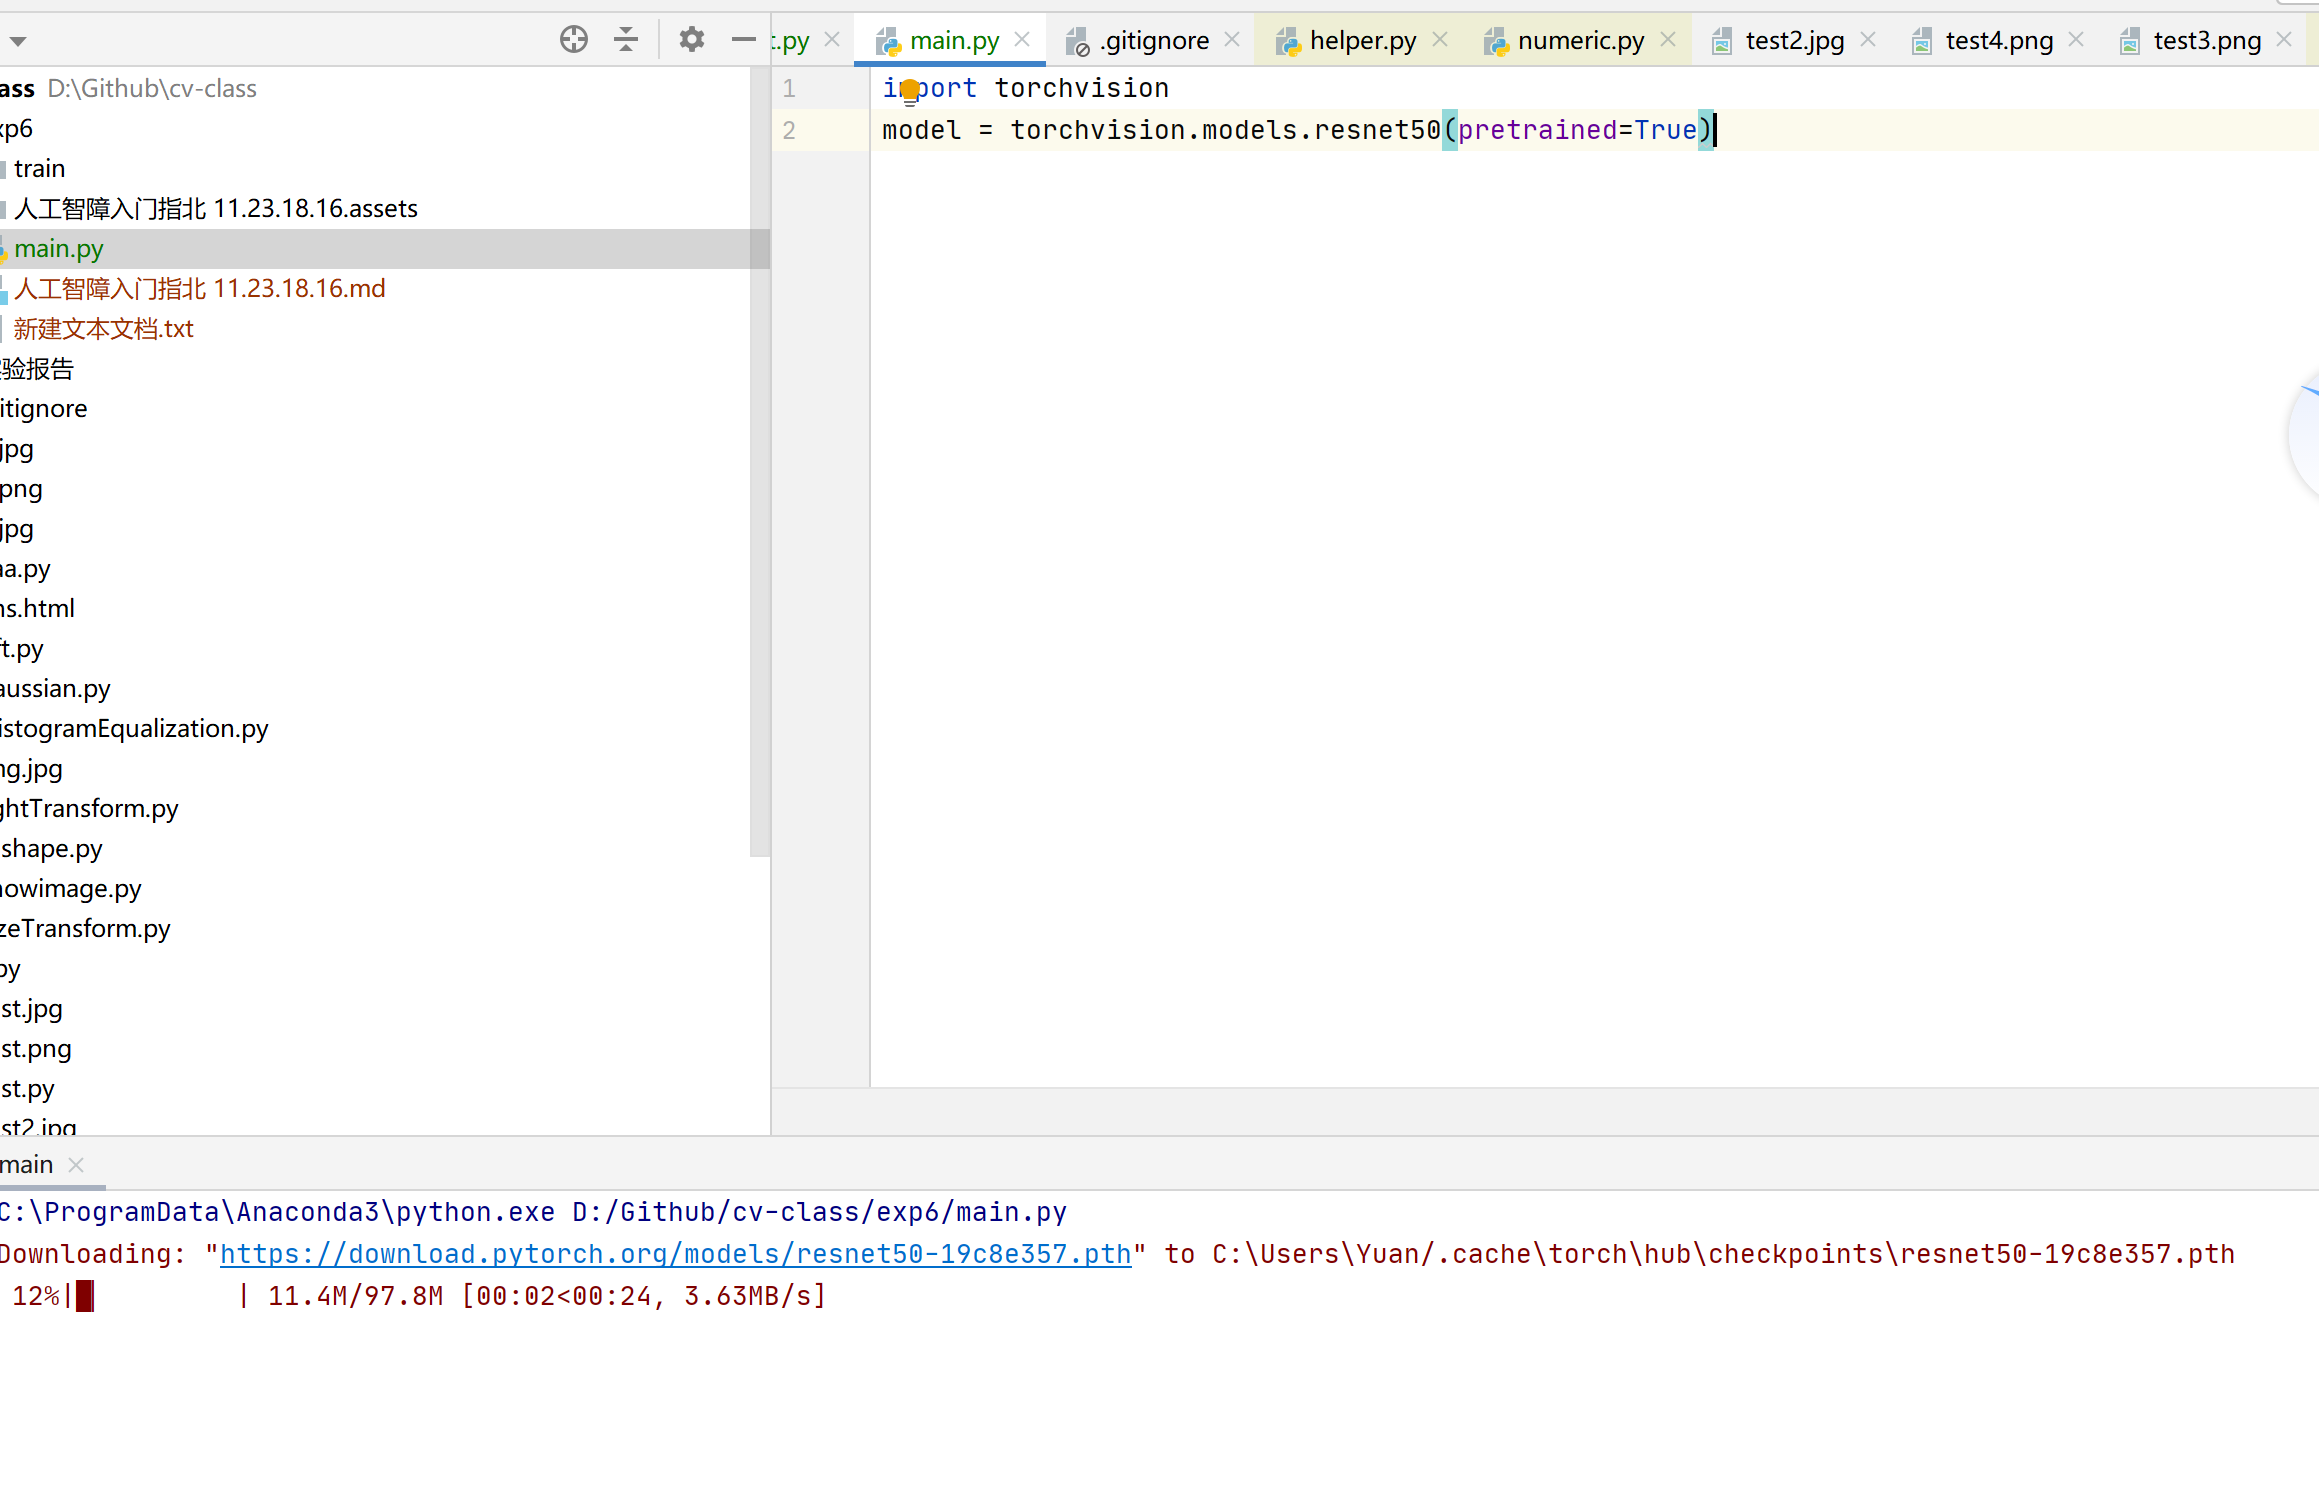 t.py main.py .gitignore helper.py numeric.py test2.jpg test4.png test3.png
ass D:\Github\cv-class
xp6
train
人工智障入门指北 11.23.18.16.assets
main.py
人工智障入门指北 11.23.18.16.md
新建文本文档.txt
验报告
itignore
jpg
png
jpg
aa.py
ns.html
ft.py
aussian.py
istogramEqualization.py
ng.jpg
ghtTransform.py
shape.py
howimage.py
zeTransform.py
py
st.jpg
st.png
st.py
st2.jpg
1 import torchvision
2 model = torchvision.models.resnet50(pretrained=True)
main
C:\ProgramData\Anaconda3\python.exe D:/Github/cv-class/exp6/main.py
Downloading: "https://download.pytorch.org/models/resnet50-19c8e357.pth" to C:\Users\Yuan/.cache\torch\hub\checkpoints\resnet50-19c8e357.pth
12%| | 11.4M/97.8M [00:02<00:24, 3.63MB/s]